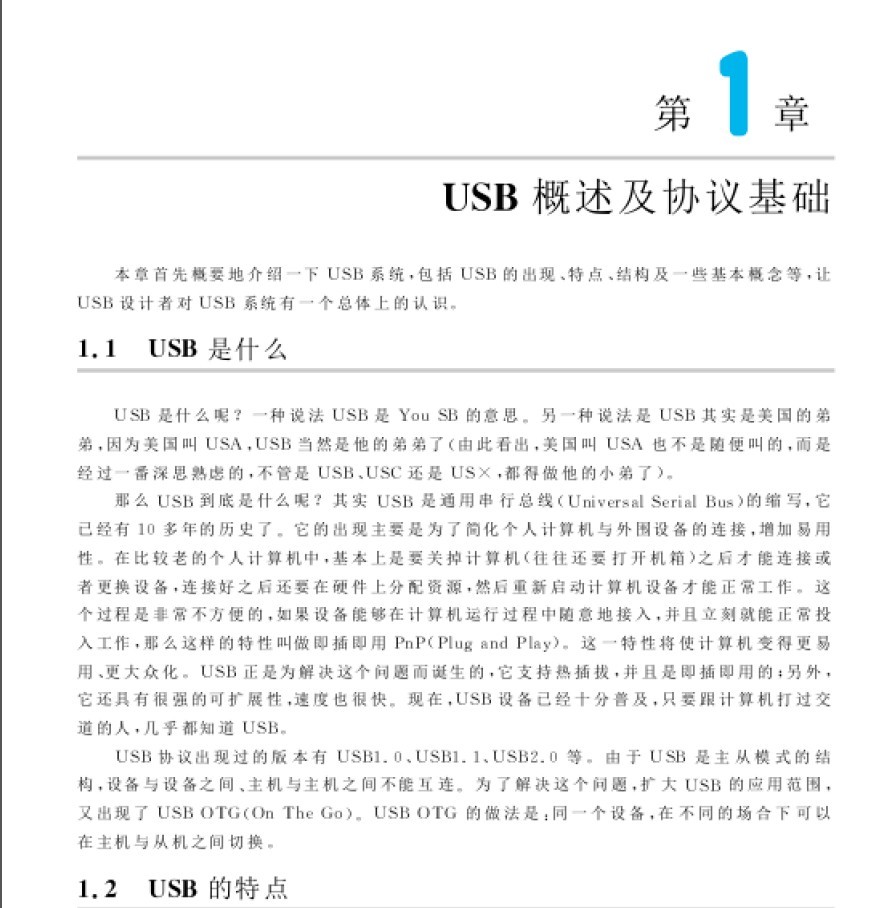 第 1 章
USB 概述及协议基础
本章首先概要地介绍一下 USB 系统,包括 USB 的出现、特点、结构及一些基本概念等,让
USB 设计者对 USB 系统有一个总体上的认识。
1.1 USB 是什么
USB 是什么呢? 一种说法 USB 是 You SB 的意思。另一种说法是 USB 其实是美国的弟
弟,因为美国叫 USA,USB 当然是他的弟弟了(由此看出,美国叫 USA 也不是随便叫的,而是
经过一番深思熟虑的,不管是 USB、USC 还是 US×,都得做他的小弟了)。
那么 USB 到底是什么呢? 其实 USB 是通用串行总线(Universal Serial Bus)的缩写,它
已经有 10 多年的历史了。它的出现主要是为了简化个人计算机与外围设备的连接,增加易用
性。在比较老的个人计算机中,基本上是要关掉计算机(往往还要打开机箱)之后才能连接或
者更换设备,连接好之后还要在硬件上分配资源,然后重新启动计算机设备才能正常工作。这
个过程是非常不方便的,如果设备能够在计算机运行过程中随意地接入,并且立刻就能正常投
入工作,那么这样的特性叫做即插即用 PnP(Plug and Play)。这一特性将使计算机变得更易
用、更大众化。USB 正是为解决这个问题而诞生的,它支持热插拔,并且是即插即用的;另外,
它还具有很强的可扩展性,速度也很快。现在,USB 设备已经十分普及,只要跟计算机打过交
道的人,几乎都知道 USB。
USB 协议出现过的版本有 USB1.0、USB1.1、USB2.0 等。由于 USB 是主从模式的结
构,设备与设备之间、主机与主机之间不能互连。为了解决这个问题,扩大 USB 的应用范围,
又出现了 USB OTG(On The Go)。USB OTG 的做法是:同一个设备,在不同的场合下可以
在主机与从机之间切换。
1.2 USB 的特点